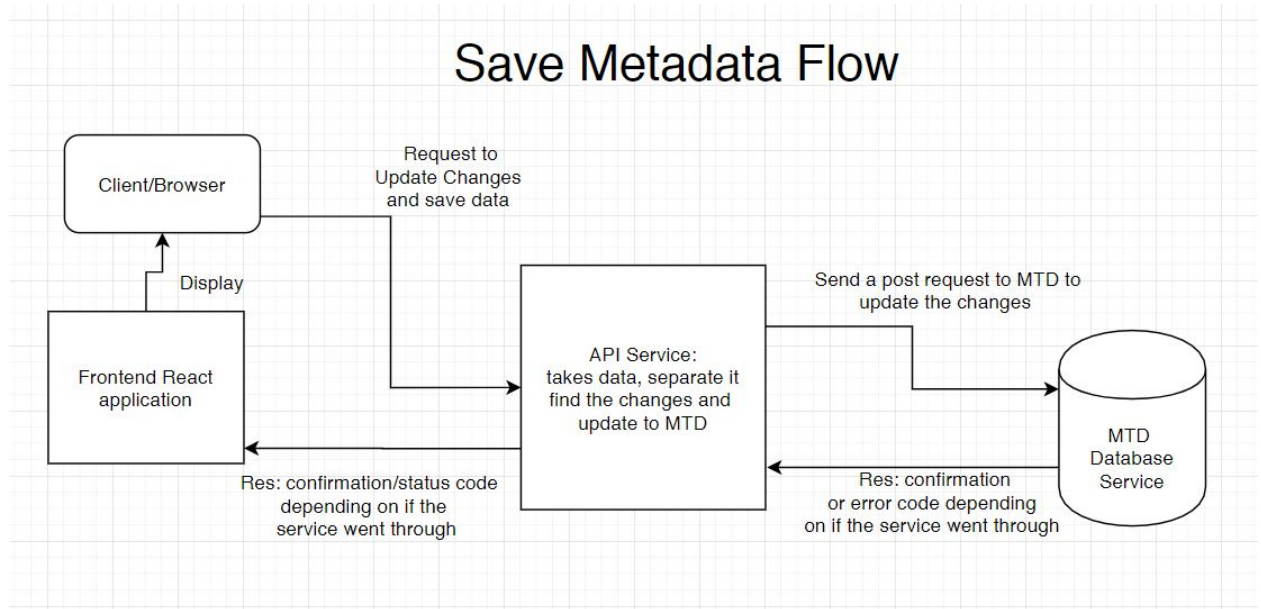 Save Metadata Flow
Client/Browser
Request to
Update Changes
and save data
Display
Frontend React
application
API Service:
takes data, separate it
find the changes and
update to MTD
Send a post request to MTD to
update the changes
MTD
Database
Service
Res: confirmation/status code
depending on if the
service went through
Res: confirmation
or error code depending
on if the service went through